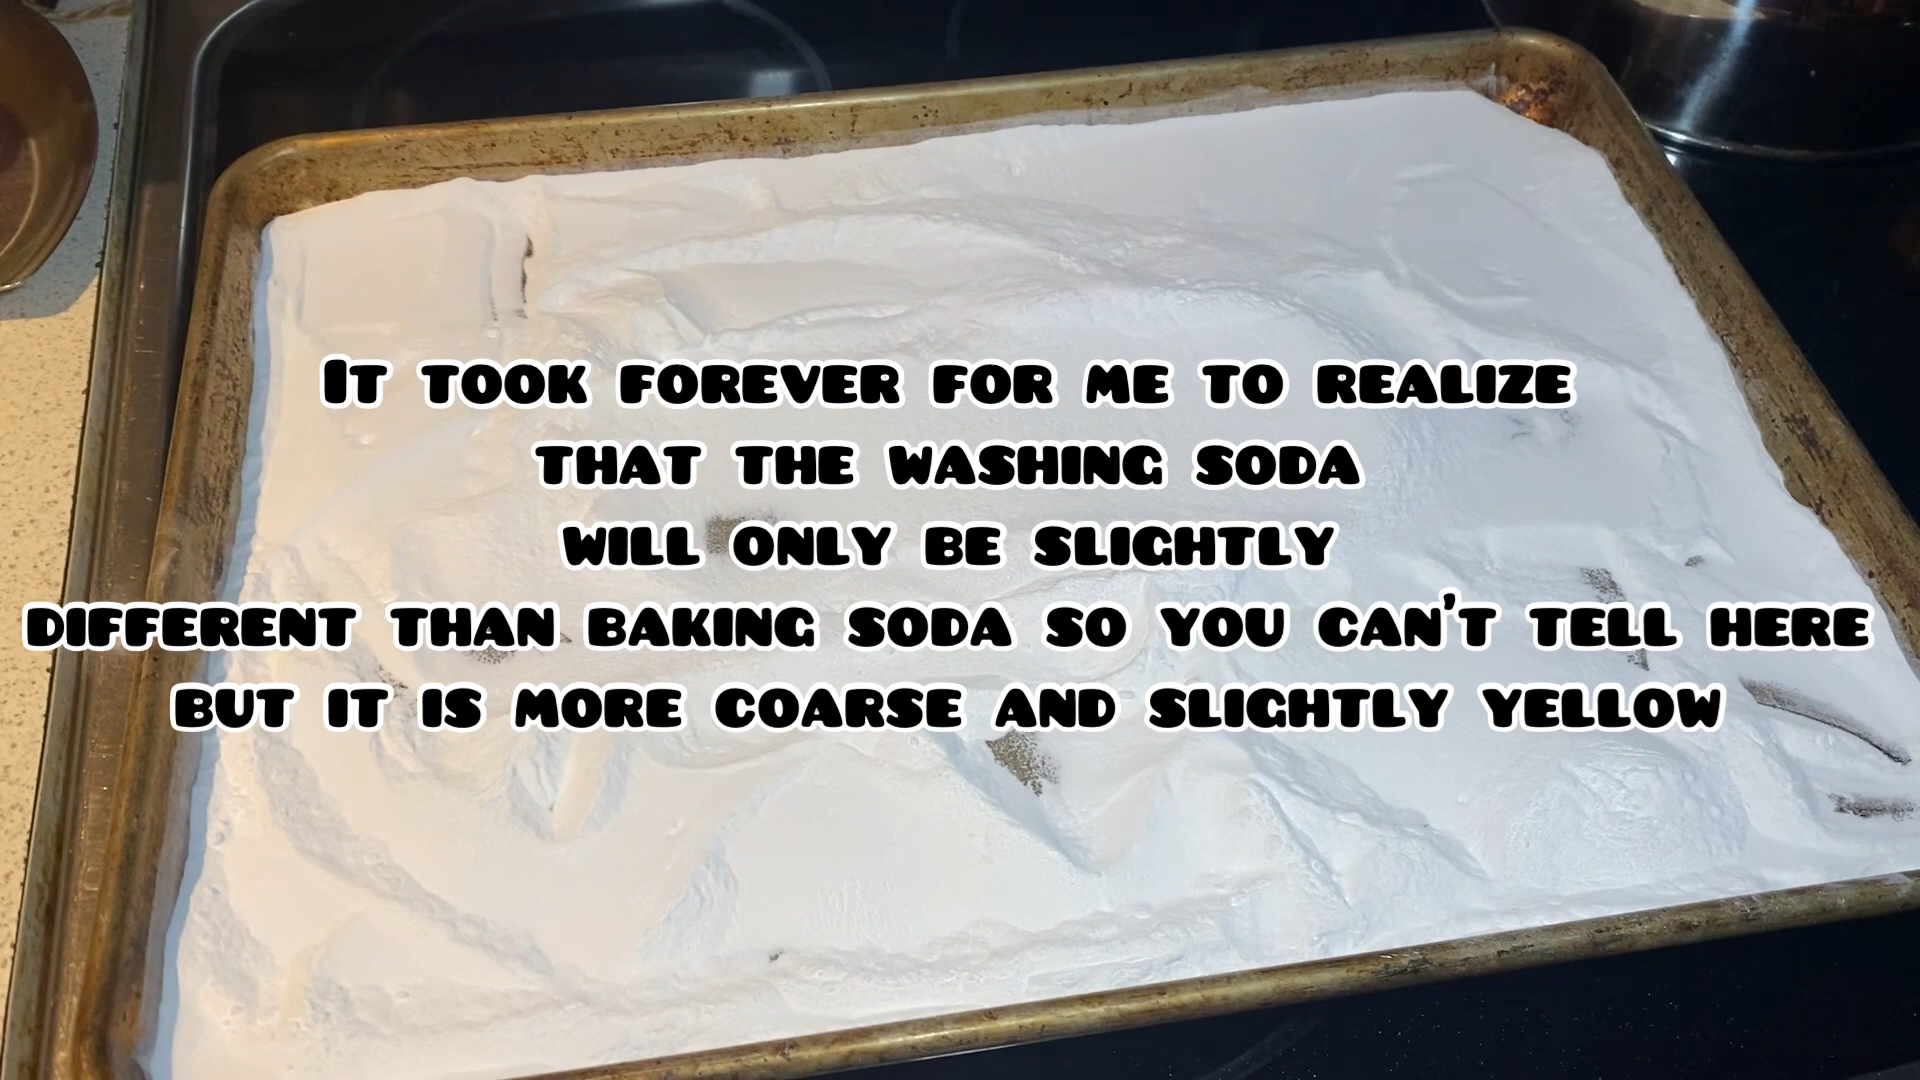 It took forever for me to realize
that the washing soda
will only be slightly
different than baking soda so you can't tell here
but it is more coarse and slightly yellow